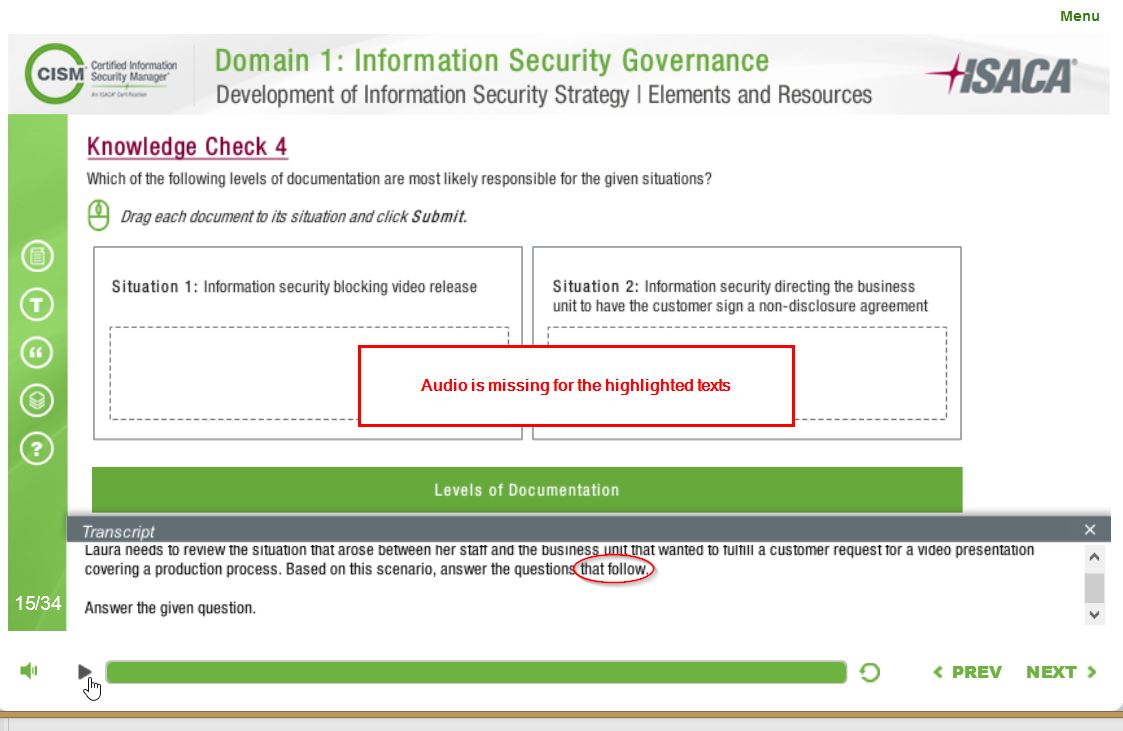 Menu
CISM
Certified Information
Security Manager®
An ISACA® Certification
Domain 1: Information Security Governance
Development of Information Security Strategy | Elements and Resources
ISACA®
Knowledge Check 4
Which of the following levels of documentation are most likely responsible for the given situations?
Drag each document to its situation and click Submit.
Situation 1: Information security blocking video release
Situation 2: Information security directing the business
unit to have the customer sign a non-disclosure agreement
Audio is missing for the highlighted texts
T
“
?
Levels of Documentation
Transcript
Laura needs to review the situation that arose between her staff and the business unit that wanted to fulfill a customer request for a video presentation
covering a production process. Based on this scenario, answer the questions that follow.
Answer the given question.
15/34
PREV
NEXT